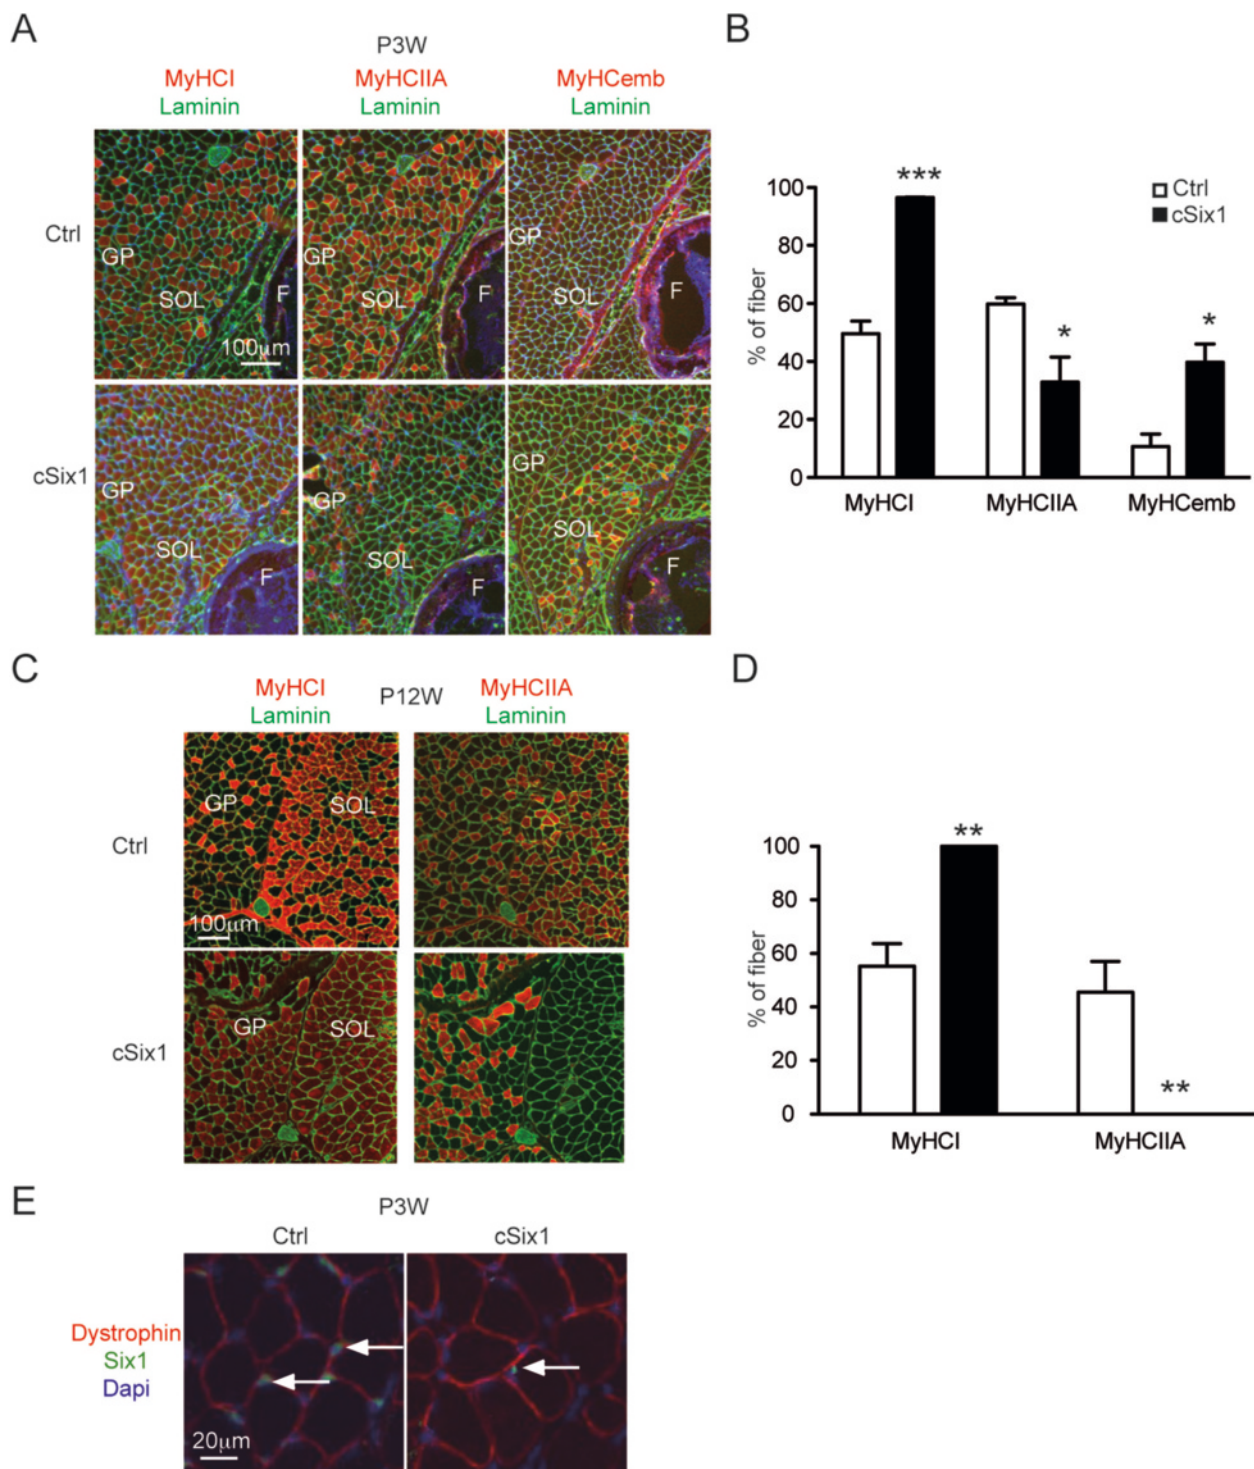 A
P3W
MyHCI MyHCIIA MyHCemb
Laminin Laminin Laminin
Ctrl
GP SOL F 100μm
GP SOL F
GP SOL F
cSix1
GP SOL F
GP SOL F
GP SOL F
B
% of fiber
100
80
60
40
20
0
*** * *
Ctrl
cSix1
MyHCI MyHCIIA MyHCemb
C
MyHCI P12W MyHCIIA
Laminin Laminin
Ctrl
GP SOL
100μm
cSix1
GP SOL
D
% of fiber
100
80
60
40
20
0
** **
MyHCI MyHCIIA
E
P3W
Ctrl cSix1
Dystrophin
Six1
Dapi
20μm